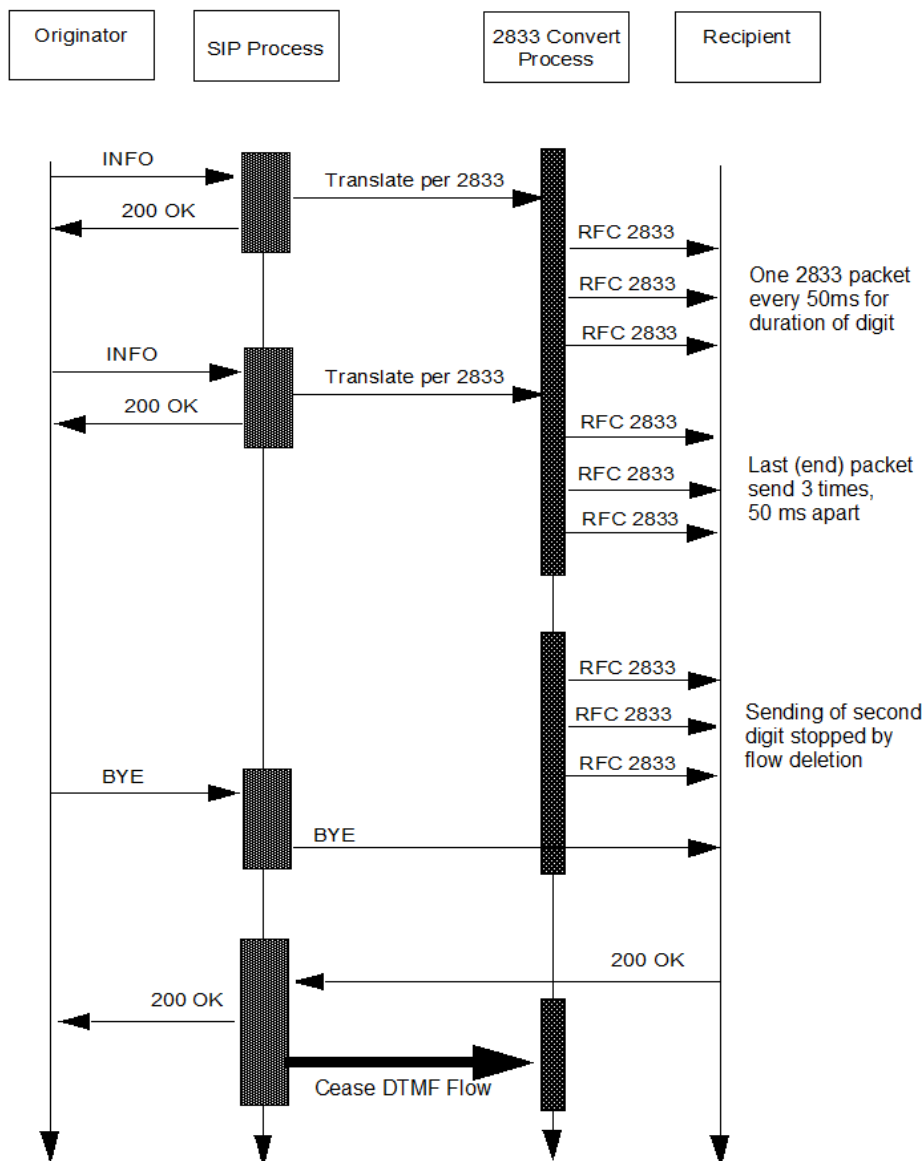 Originator
SIP Process
2833 Convert
Process
Recipient
INFO
Translate per 2833
200 OK
RFC 2833
RFC 2833
RFC 2833
One 2833 packet
every 50ms for
duration of digit
INFO
Translate per 2833
200 OK
RFC 2833
RFC 2833
RFC 2833
Last (end) packet
send 3 times,
50 ms apart
RFC 2833
RFC 2833
RFC 2833
Sending of second
digit stopped by
flow deletion
BYE
BYE
200 OK
200 OK
Cease DTMF Flow